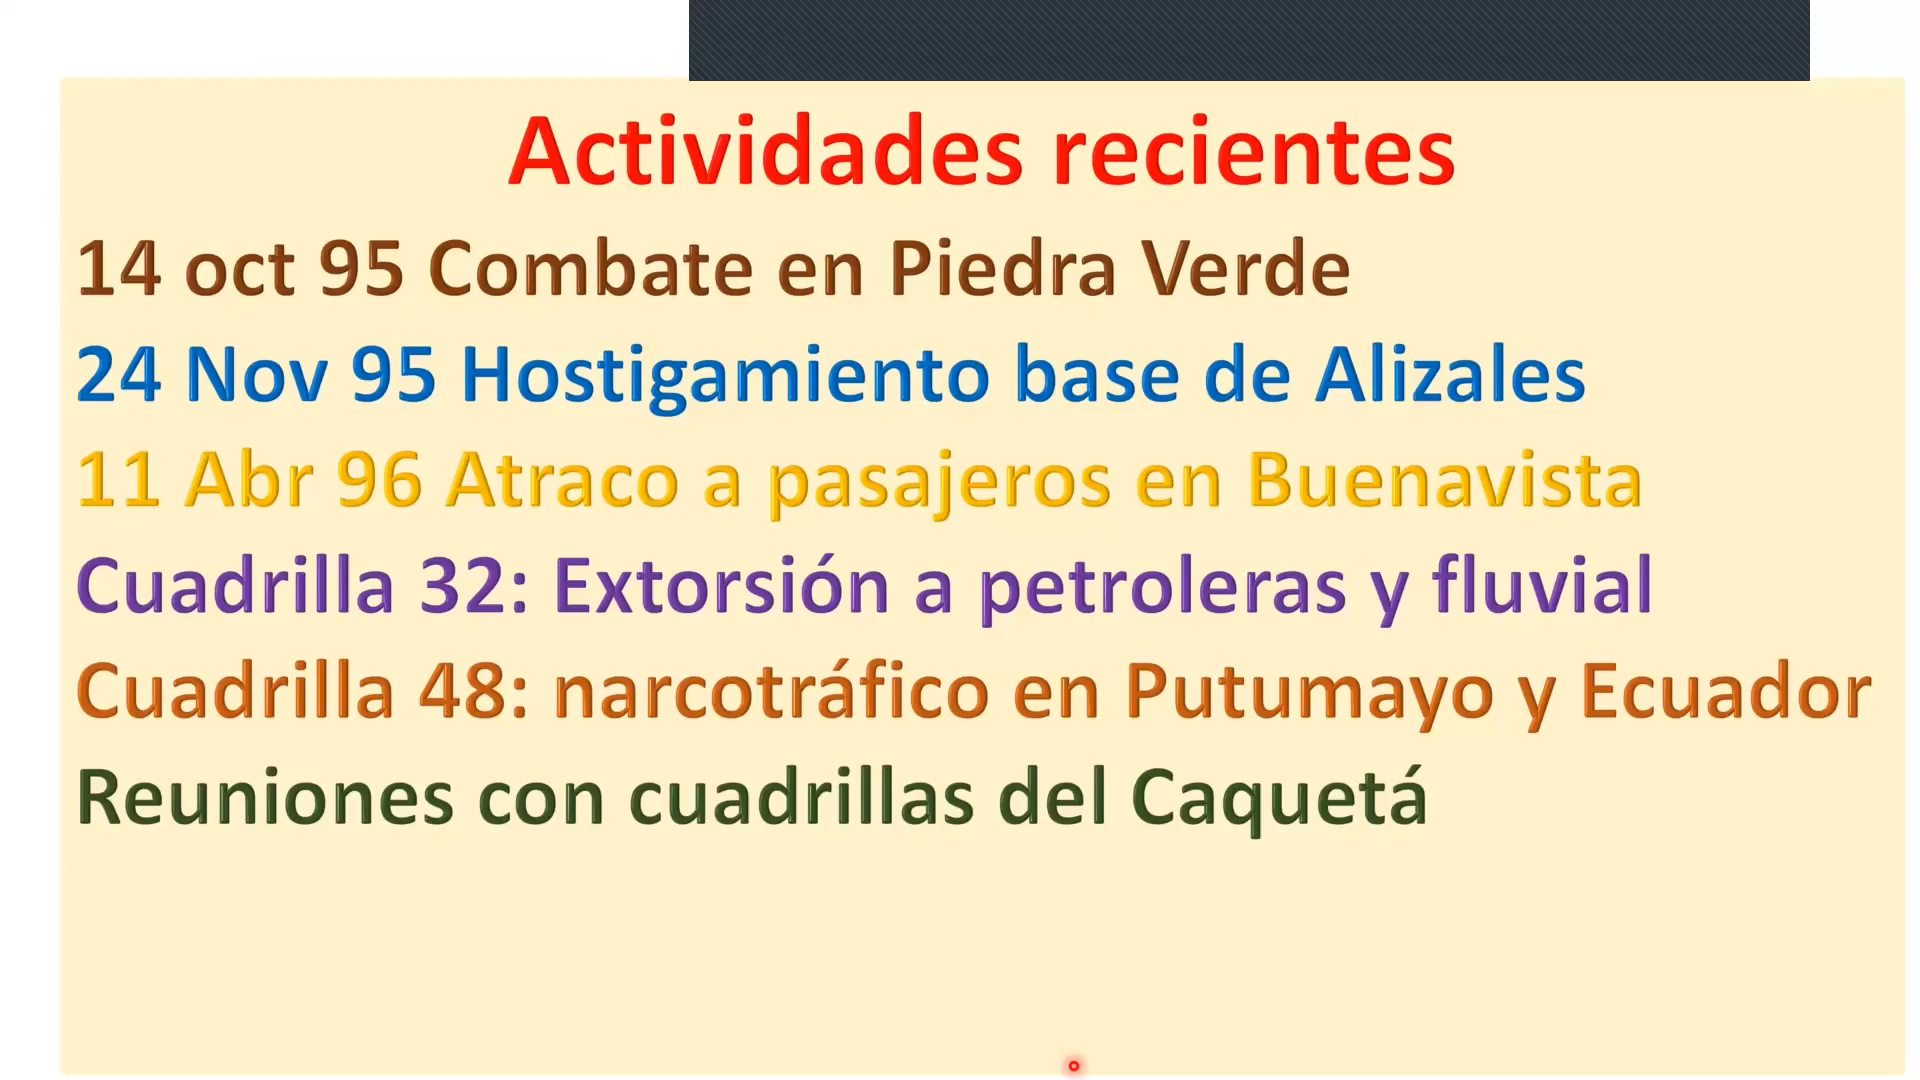 Actividades recientes
14 oct 95 Combate en Piedra Verde
24 Nov 95 Hostigamiento base de Alizales
11 Abr 96 Atraco a pasajeros en Buenavista
Cuadrilla 32: Extorsión a petroleras y fluvial
Cuadrilla 48: narcotráfico en Putumayo y Ecuador
Reuniones con cuadrillas del Caquetá